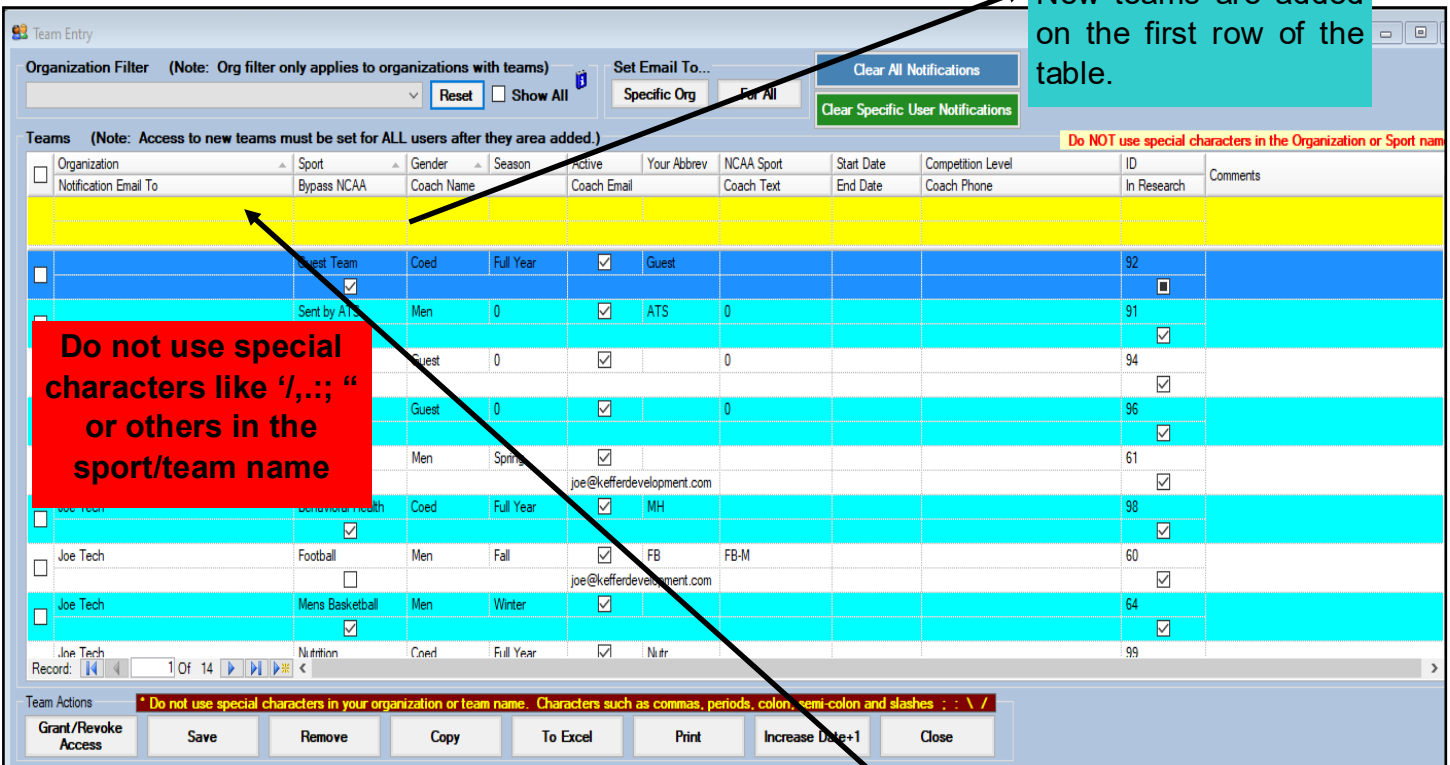 New teams are added
on the first row of the
table.
Team Entry
Organization Filter (Note: Org filter only applies to organizations with teams)
Reset Show All
Set Email To...
Specific Org For All
Clear All Notifications
Clear Specific User Notifications
Teams (Note: Access to new teams must be set for ALL users after they area added.)
Do NOT use special characters in the Organization or Sport nam
Organization Sport Gender Season Active Your Abbrev NCAA Sport Start Date Competition Level ID Comments
Notification Email To Bypass NCAA Coach Name Coach Email Coach Text End Date Coach Phone In Research
Guest Team Coed Full Year Guest 92
Sent by ATS Men 0 ATS 0 91
Guest 0 0 94
Guest 0 0 96
Men Spring 61
joe@kefferdevelopment.com
Do not use special
characters like ‘/,.:; “
or others in the
sport/team name
Joe Tech Behavioral Health Coed Full Year MH 98
Joe Tech Football Men Fall FB FB-M 60
joe@kefferdevelopment.com
Joe Tech Mens Basketball Men Winter 64
Joe Tech Nutrition Coed Full Year Nutr 99
Record: 1 Of 14
Team Actions
* Do not use special characters in your organization or team name. Characters such as commas, periods, colon, semi-colon and slashes ; : \ /
Grant/Revoke
Access
Save Remove Copy To Excel Print Increase Date+1 Close